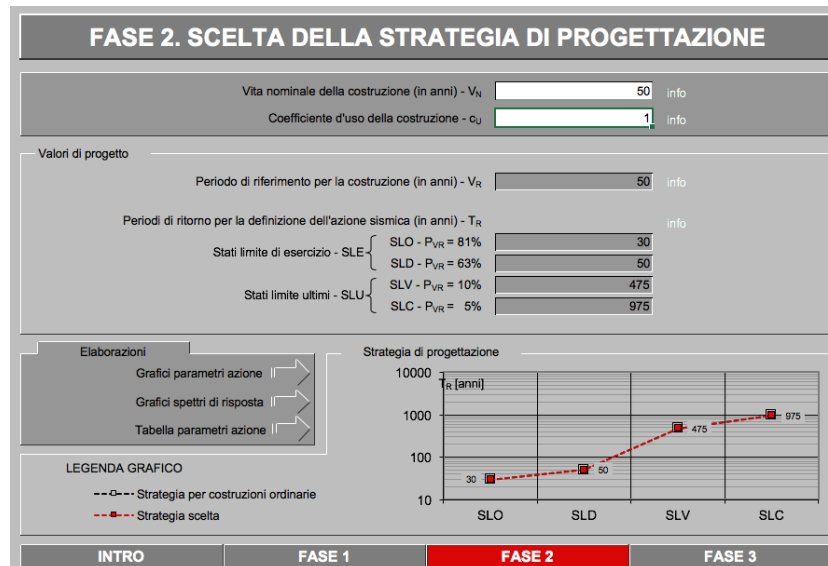 FASE 2. SCELTA DELLA STRATEGIA DI PROGETTAZIONE
Vita nominale della costruzione (in anni) - VN 50 info
Coefficiente d'uso della costruzione - cU 1 info
Valori di progetto
Periodo di riferimento per la costruzione (in anni) - VR 50 info
Periodi di ritorno per la definizione dell'azione sismica (in anni) - TR info
Stati limite di esercizio - SLE
SLO - PVR = 81% 30
SLD - PVR = 63% 50
Stati limite ultimi - SLU
SLV - PVR = 10% 475
SLC - PVR = 5% 975
Elaborazioni
Grafici parametri azione
Grafici spettri di risposta
Tabella parametri azione
LEGENDA GRAFICO
Strategia per costruzioni ordinarie
Strategia scelta
Strategia di progettazione
TR [anni]
10000
1000
100
10
30
50
475
975
SLO SLD SLV SLC
INTRO FASE 1 FASE 2 FASE 3